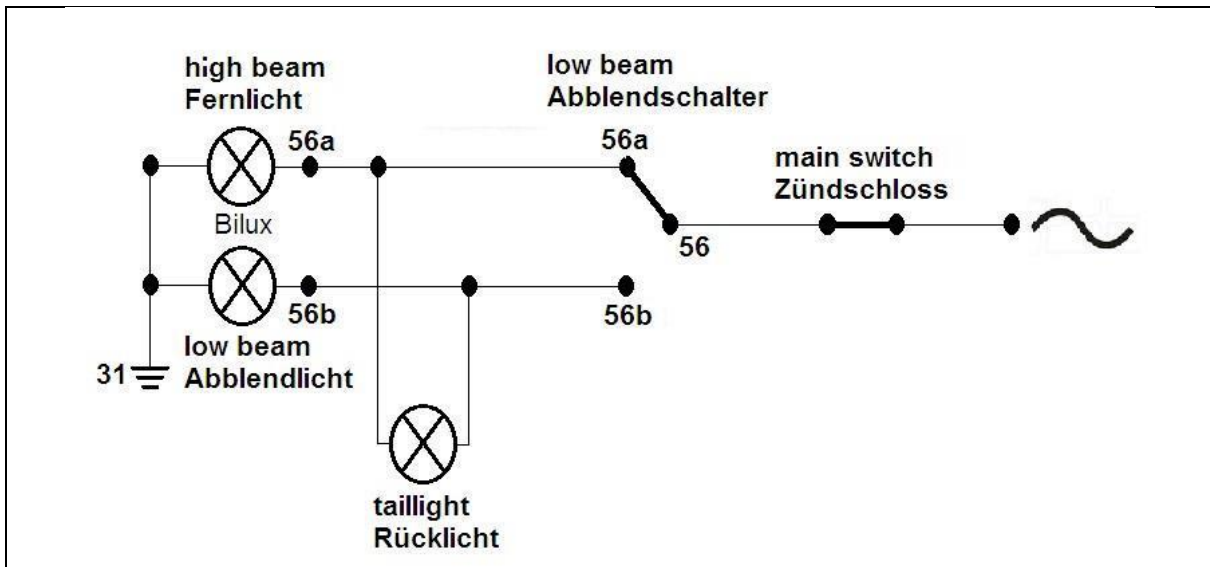 high beam
Fernlicht
56a
Bilux
low beam
Abblendschalter
56a
main switch
Zündschloss
56
56b
56b
low beam
Abblendlicht
31
taillight
Rücklicht